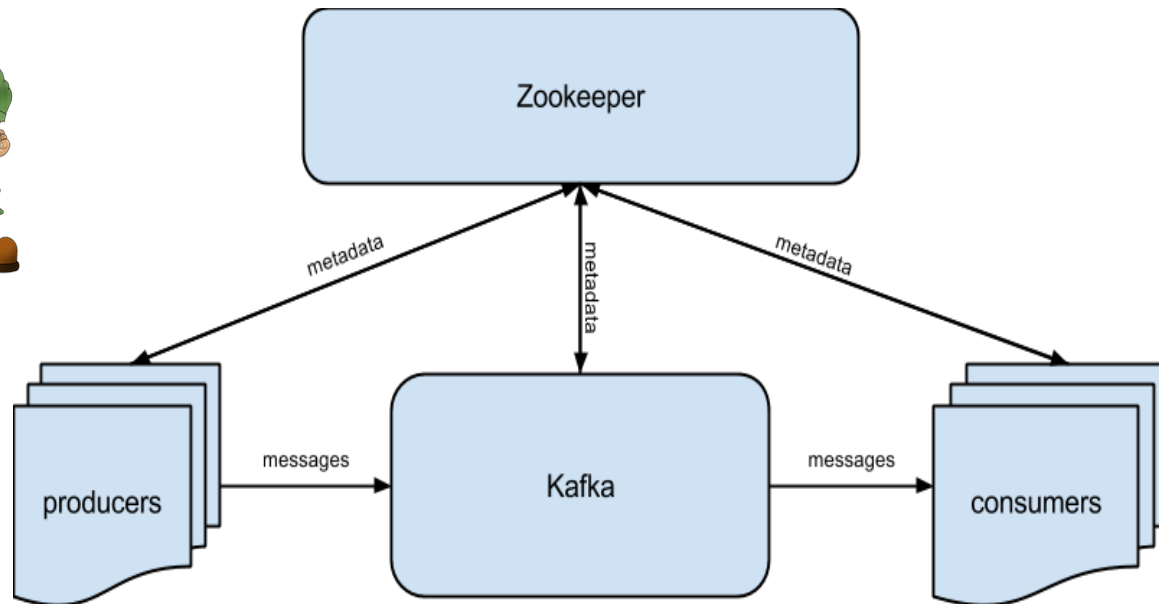 Zookeeper
metadata
metadata
metadata
messages
messages
producers
Kafka
consumers